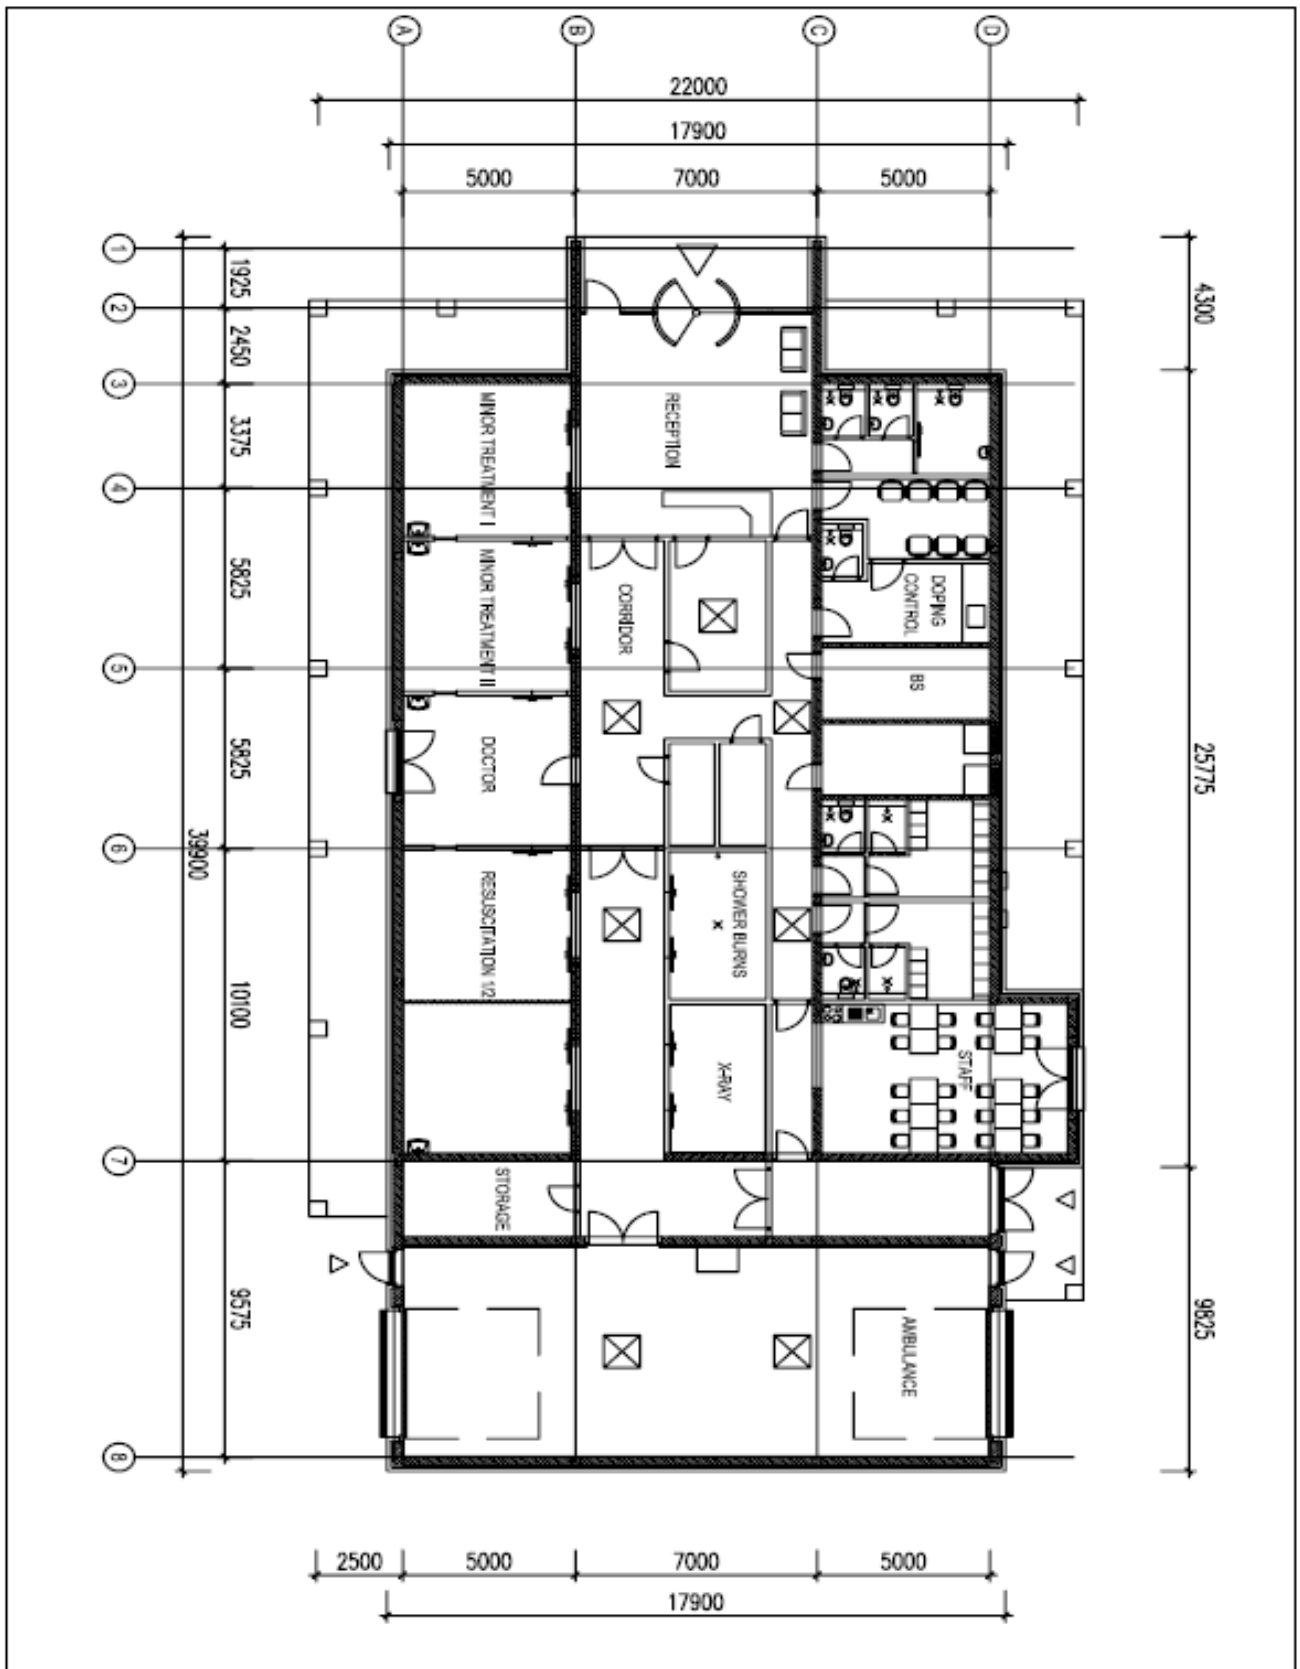 A
B
C
D
22000
17900
5000
7000
5000
1
2
3
4
5
6
7
8
1925
2450
3375
5825
5825
10100
9575
39900
4300
25775
9825
RECEPTION
MINOR TREATMENT I
MINOR TREATMENT II
CORRIDOR
DOPING
CONTROL
BS
DOCTOR
RESUSCITATION 1/2
SHOWER BURNS
X-RAY
STAFF
STORAGE
AMBULANCE
2500
5000
7000
5000
17900